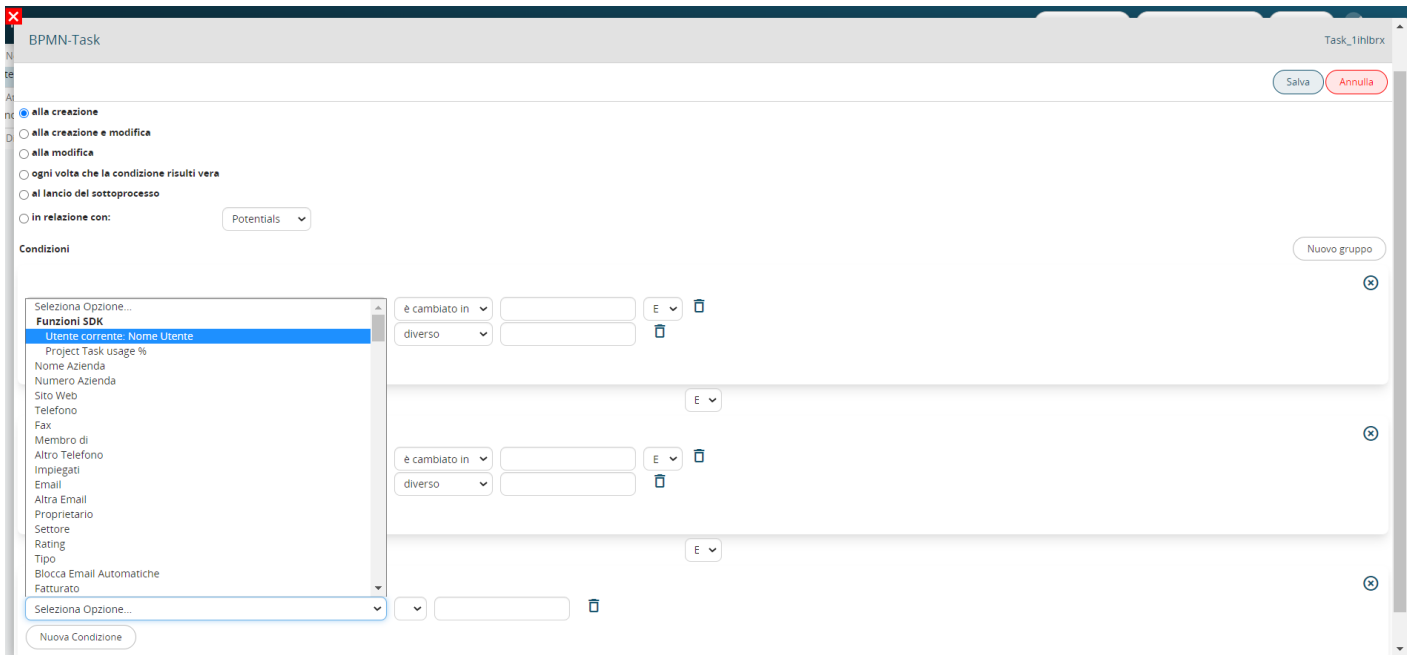 BPMN-Task
Task_1ihlbrx
Salva
Annulla
alla creazione
alla creazione e modifica
alla modifica
ogni volta che la condizione risulti vera
al lancio del sottoprocesso
in relazione con:
Potentials
Condizioni
Nuovo gruppo
Seleziona Opzione...
è cambiato in
E
Funzioni SDK
Utente corrente: Nome Utente
diverso
Project Task usage %
Nome Azienda
Numero Azienda
Sito Web
E
Telefono
Fax
Membro di
Altro Telefono
è cambiato in
E
Impiegati
Email
diverso
Altra Email
Proprietario
Settore
Rating
E
Tipo
Blocca Email Automatiche
Fatturato
Seleziona Opzione...
Nuova Condizione